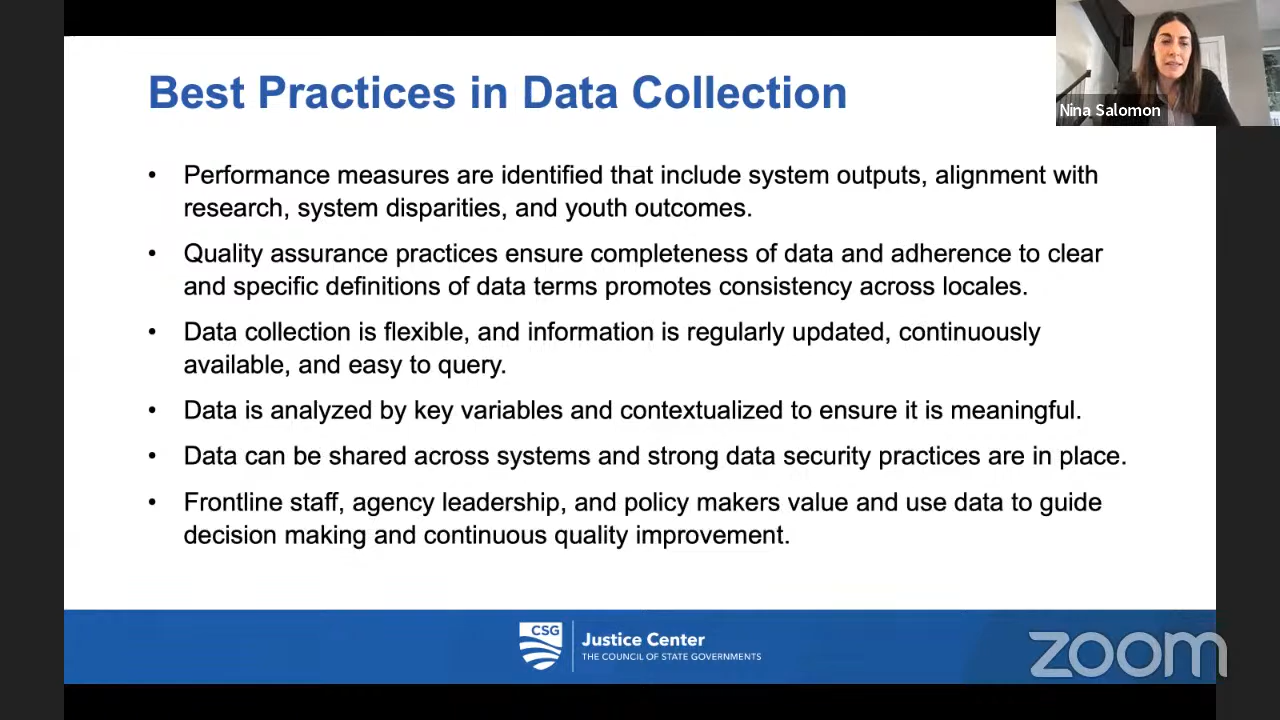 Best Practices in Data Collection
Nina Salomon
• Performance measures are identified that include system outputs, alignment with
research, system disparities, and youth outcomes.
• Quality assurance practices ensure completeness of data and adherence to clear
and specific definitions of data terms promotes consistency across locales.
• Data collection is flexible, and information is regularly updated, continuously
available, and easy to query.
• Data is analyzed by key variables and contextualized to ensure it is meaningful.
• Data can be shared across systems and strong data security practices are in place.
• Frontline staff, agency leadership, and policy makers value and use data to guide
decision making and continuous quality improvement.
CSG
Justice Center
THE COUNCIL OF STATE GOVERNMENTS
zoom